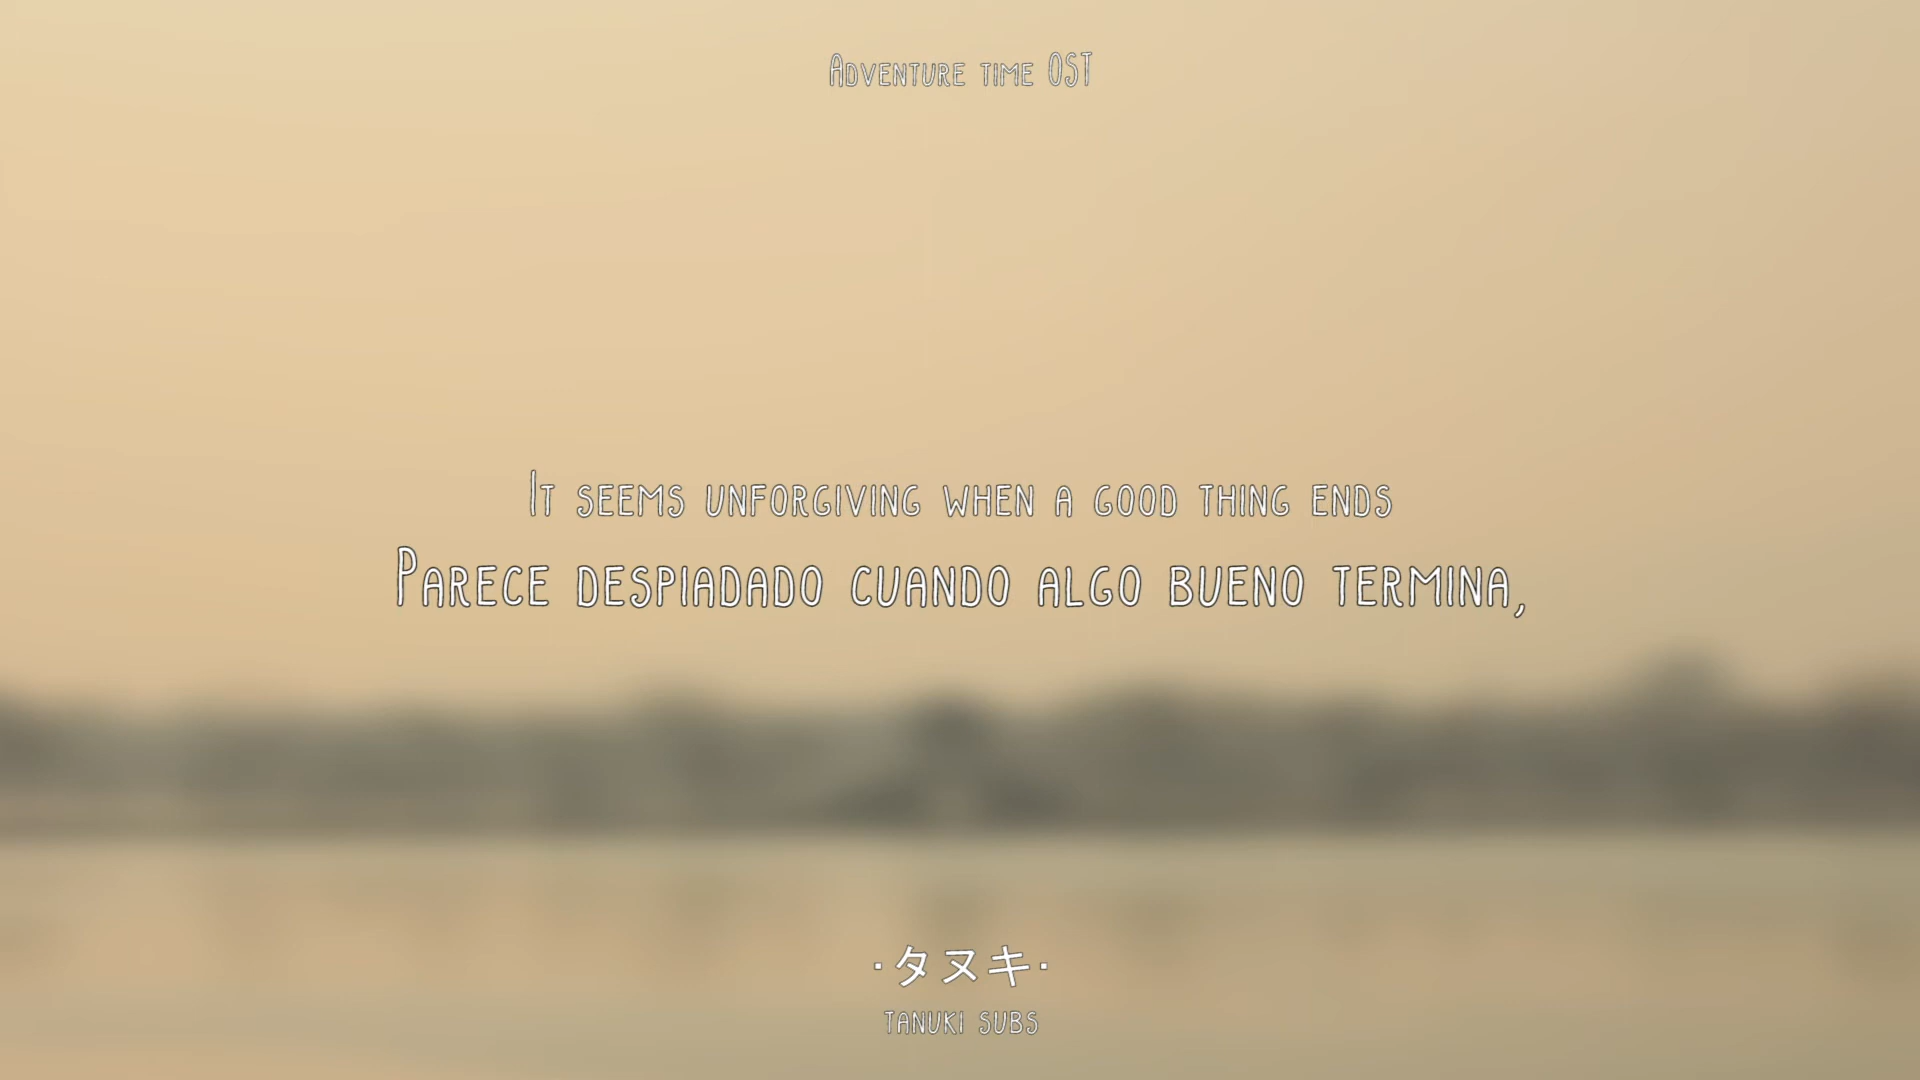 Adventure time OST
It seems unforgiving when a good thing ends
Parece despiadado cuando algo bueno termina,
·タヌキ·
tanuki subs